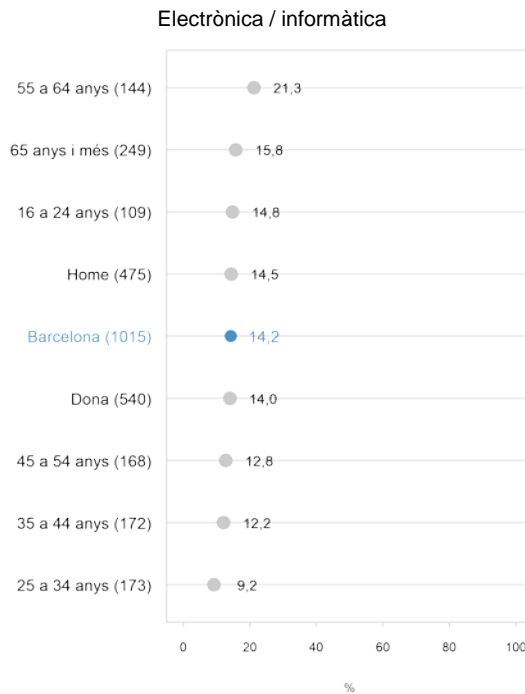 Electrònica / informàtica
55 a 64 anys (144) 21,3
65 anys i més (249) 15,8
16 a 24 anys (109) 14,8
Home (475) 14,5
Barcelona (1015) 14,2
Dona (540) 14,0
45 a 54 anys (168) 12,8
35 a 44 anys (172) 12,2
25 a 34 anys (173) 9,2
0 20 40 60 80 100
%